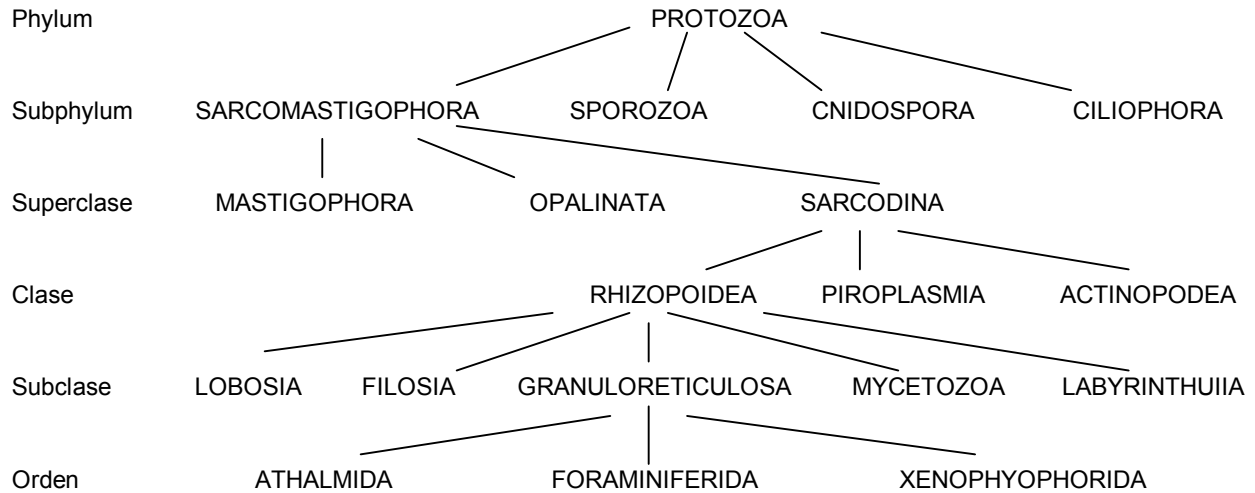 Phylum PROTOZOA
Subphylum SARCOMASTIGOPHORA SPOROZOA CNIDOSPORA CILIOPHORA
Superclase MASTIGOPHORA OPALINATA SARCODINA
Clase RHIZOPOIDEA PIROPLASMIA ACTINOPODEA
Subclase LOBOSIA FILOSIA GRANULORETICULOSA MYCETOZOA LABYRINTHUIIA
Orden ATHALMIDA FORAMINIFERIDA XENOPHYOPHORIDA